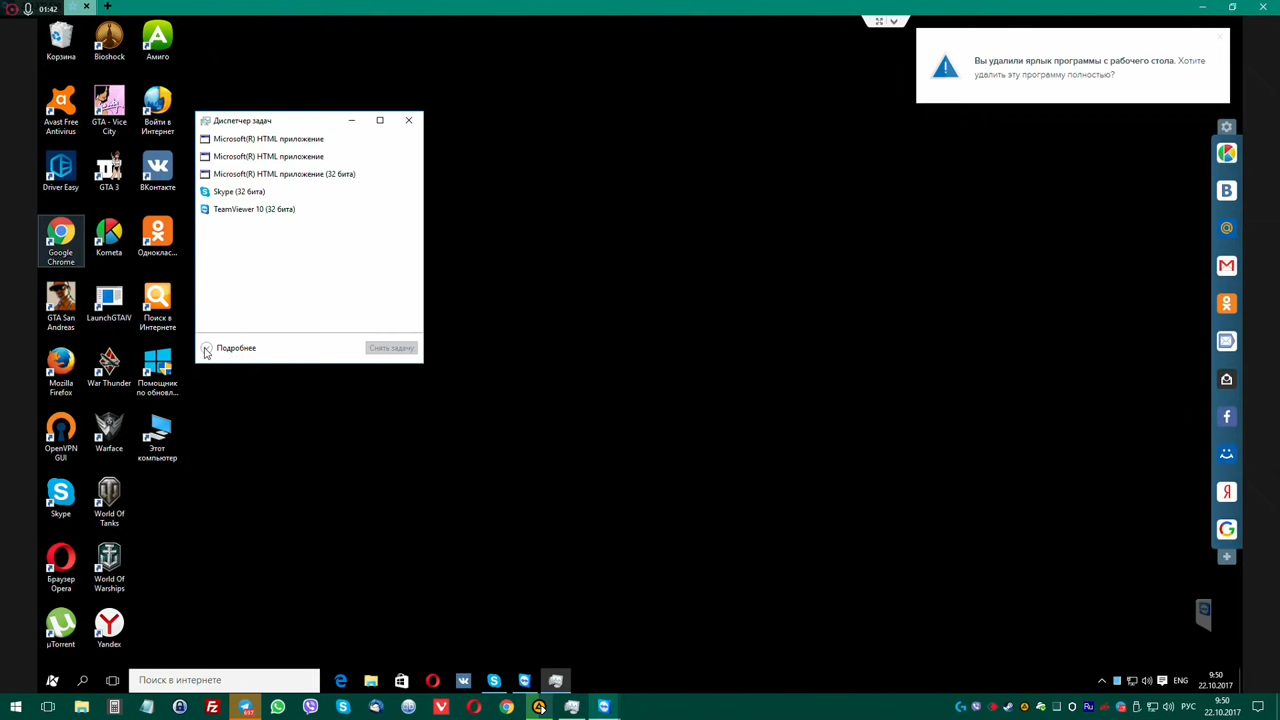 01:42
Корзина
Bioshock
Амиго
Avast Free
Antivirus
GTA - Vice
City
Войти в
Интернет
Driver Easy
GTA 3
ВКонтакте
Google
Chrome
Kometa
Одноклас...
GTA San
Andreas
LaunchGTAIV
Поиск в
Интернете
Mozilla
Firefox
War Thunder
Помощник
по обновл...
OpenVPN
GUI
Warface
Этот
компьютер
Skype
World Of
Tanks
Браузер
Opera
World Of
Warships
µTorrent
Yandex
Диспетчер задач
Microsoft(R) HTML приложение
Microsoft(R) HTML приложение
Microsoft(R) HTML приложение (32 бита)
Skype (32 бита)
TeamViewer 10 (32 бита)
Подробнее
Снять задачу
Вы удалили ярлык программы с рабочего стола. Хотите
удалить эту программу полностью?
Поиск в интернете
ENG
9:50
22.10.2017
697
РУС
9:50
22.10.2017